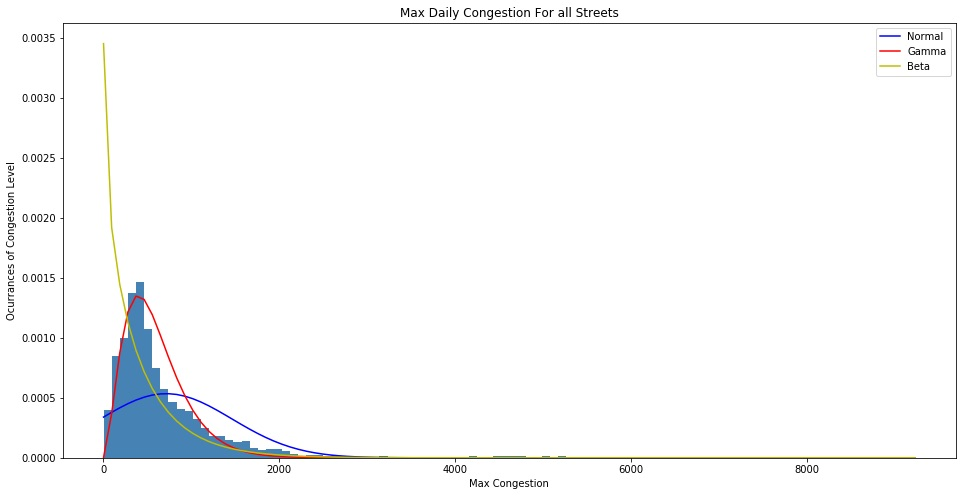 Max Daily Congestion For all Streets
Normal
Gamma
Beta
Ocurrances of Congestion Level
0.0035
0.0030
0.0025
0.0020
0.0015
0.0010
0.0005
0.0000
0
2000
4000
6000
8000
Max Congestion